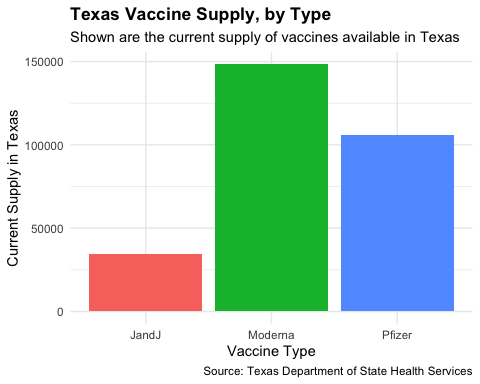 Texas Vaccine Supply, by Type
Shown are the current supply of vaccines available in Texas
150000
100000
50000
0
Current Supply in Texas
JandJ Moderna Pfizer
Vaccine Type
Source: Texas Department of State Health Services